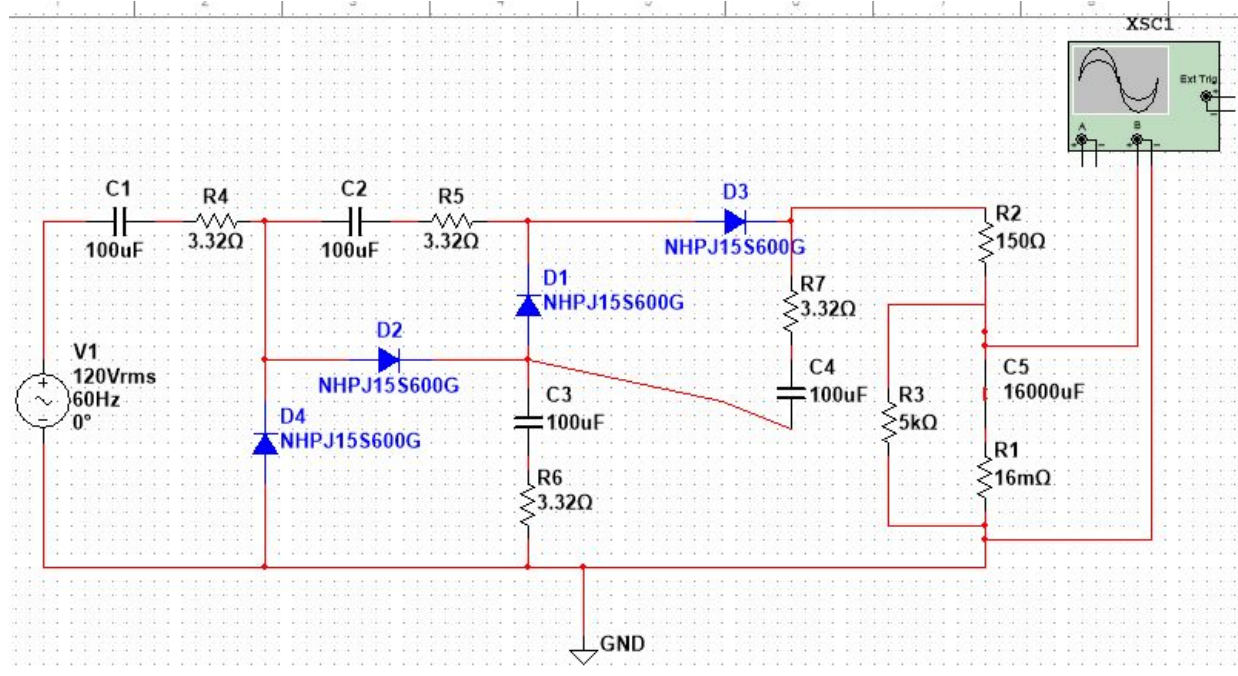 XSC1
Ext Trig
+
−
A
B
+ − + −
C1
100uF
R4
3.32Ω
C2
100uF
R5
3.32Ω
D3
NHPJ15S600G
R2
150Ω
D1
NHPJ15S600G
R7
3.32Ω
D2
NHPJ15S600G
V1
120Vrms
60Hz
0°
C3
100uF
C4
100uF
R3
5kΩ
C5
16000uF
D4
NHPJ15S600G
R6
3.32Ω
R1
16mΩ
GND